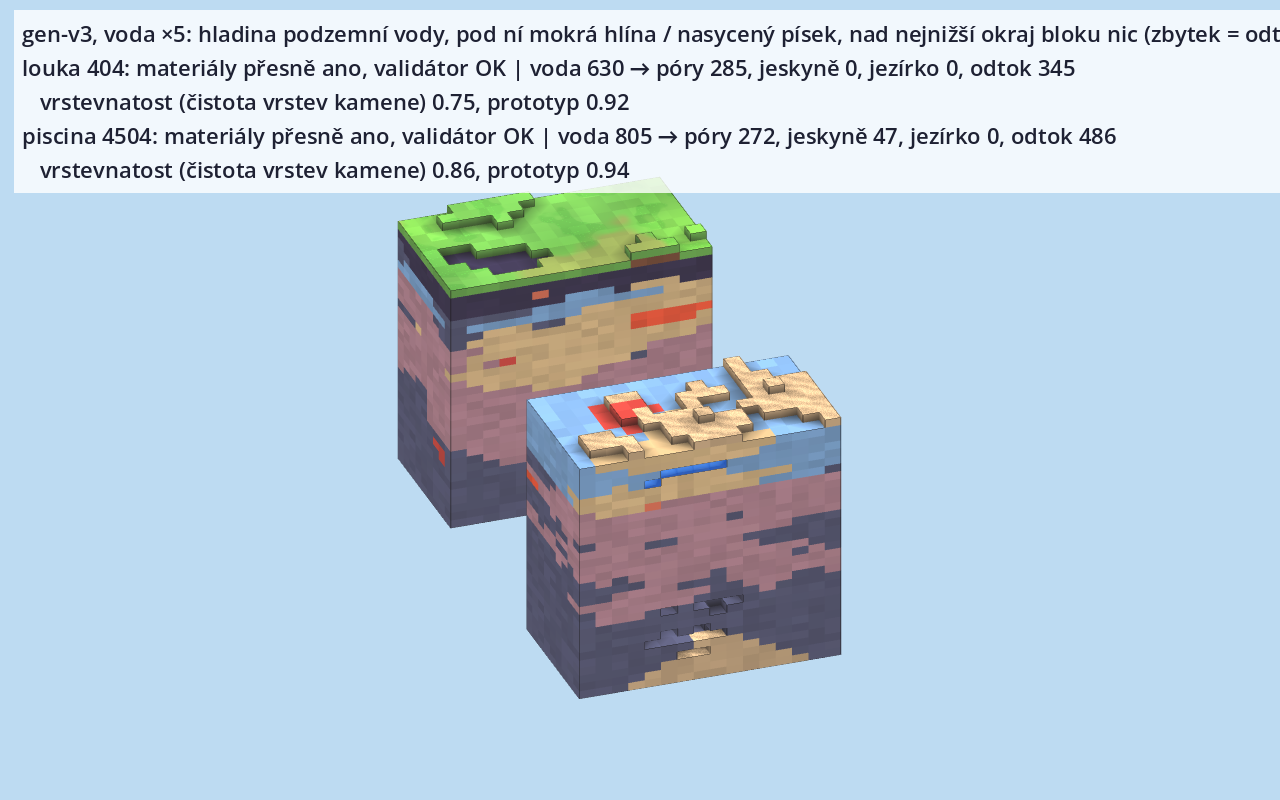 gen-v3, voda ×5: hladina podzemní vody, pod ní mokrá hlína / nasycený písek, nad nejnižší okraj bloku nic (zbytek = odt
louka 404: materiály přesně ano, validátor OK | voda 630 → póry 285, jeskyně 0, jezírko 0, odtok 345
vrstevnatost (čistota vrstev kamene) 0.75, prototyp 0.92
piscina 4504: materiály přesně ano, validátor OK | voda 805 → póry 272, jeskyně 47, jezírko 0, odtok 486
vrstevnatost (čistota vrstev kamene) 0.86, prototyp 0.94